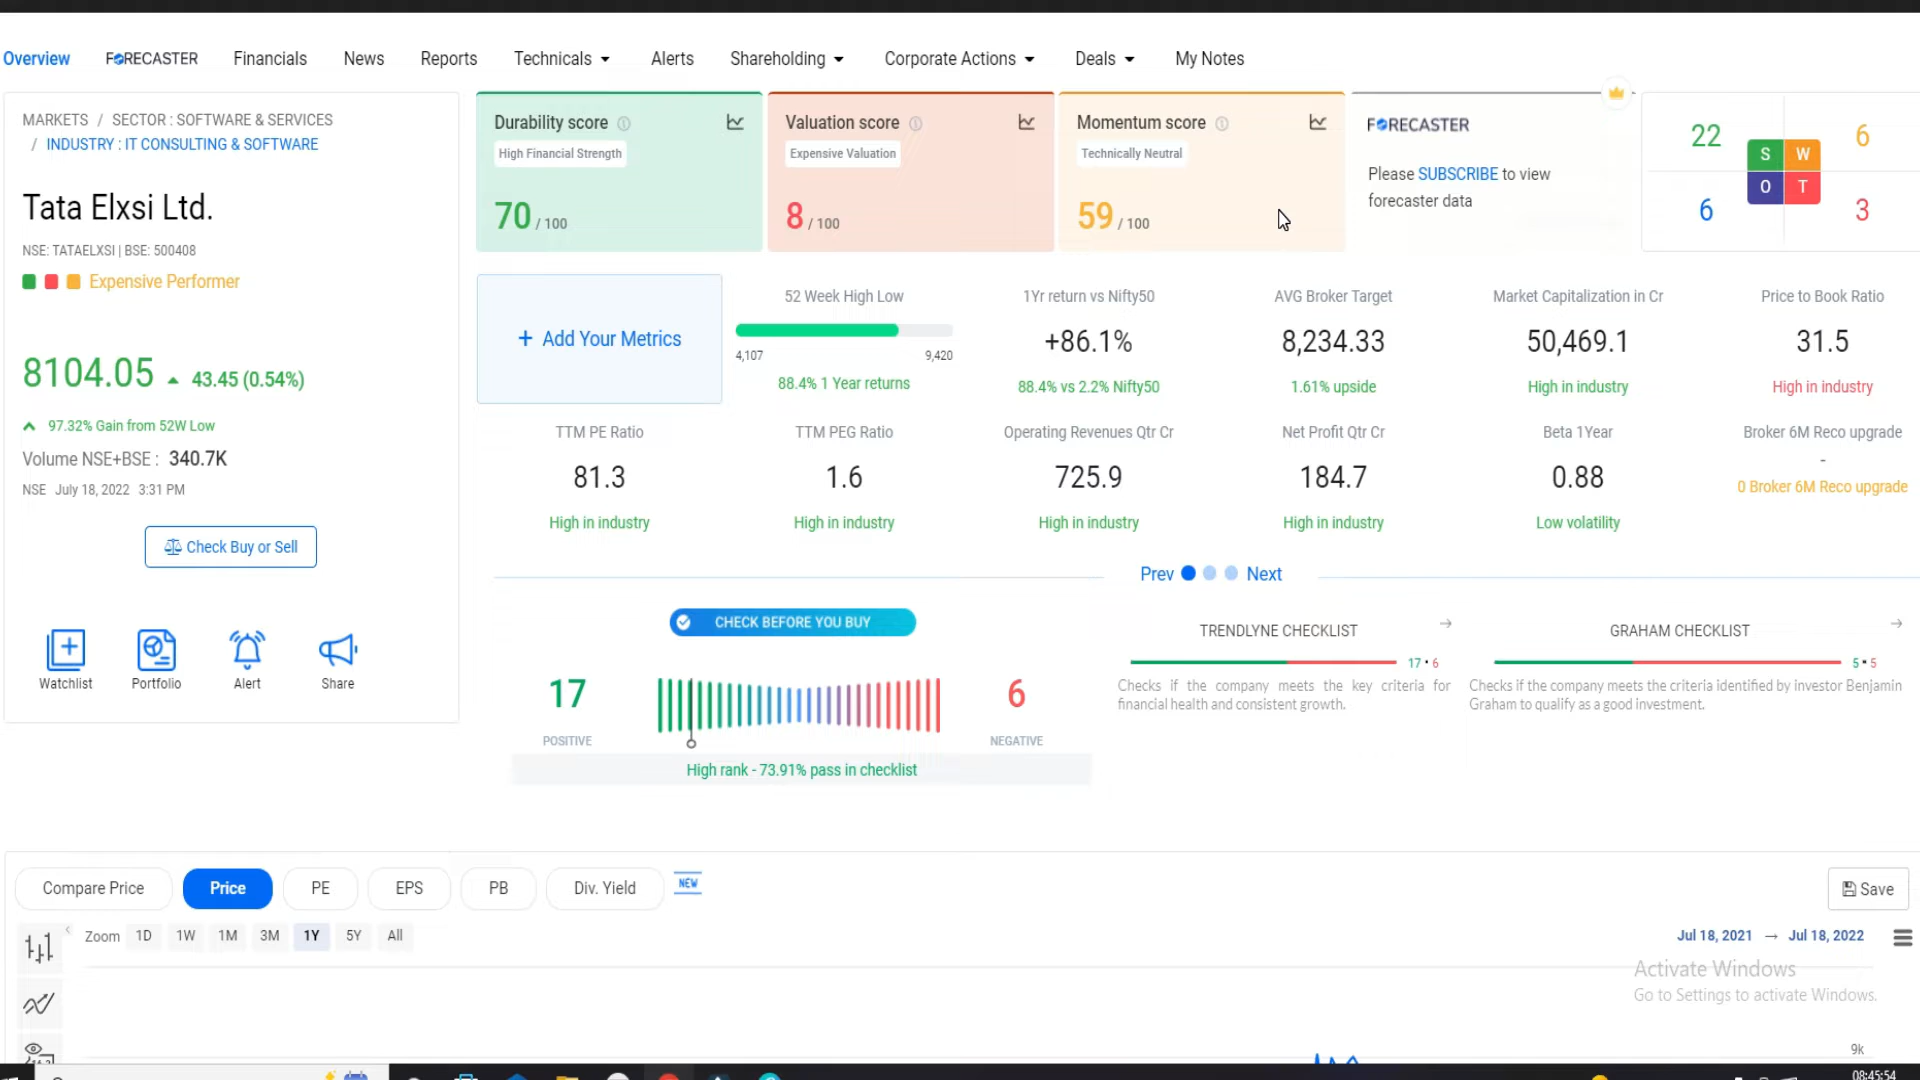 Overview FORECASTER Financials News Reports Technicals Alerts Shareholding Corporate Actions Deals My Notes
MARKETS / SECTOR : SOFTWARE & SERVICES
/ INDUSTRY : IT CONSULTING & SOFTWARE
Tata Elxsi Ltd.
NSE: TATAELXSI | BSE: 500408
Expensive Performer
8104.05 43.45 (0.54%)
97.32% Gain from 52W Low
Volume NSE+BSE : 340.7K
NSE July 18, 2022 3:31 PM
Check Buy or Sell
Watchlist Portfolio Alert Share
Durability score
High Financial Strength
70 / 100
Valuation score
Expensive Valuation
8 / 100
Momentum score
Technically Neutral
59 / 100
FORECASTER
Please SUBSCRIBE to view
forecaster data
22 S W 6
6 O T 3
+ Add Your Metrics
52 Week High Low
4,107 9,420
88.4% 1 Year returns
1Yr return vs Nifty50
+86.1%
88.4% vs 2.2% Nifty50
AVG Broker Target
8,234.33
1.61% upside
Market Capitalization in Cr
50,469.1
High in industry
Price to Book Ratio
31.5
High in industry
TTM PE Ratio
81.3
High in industry
TTM PEG Ratio
1.6
High in industry
Operating Revenues Qtr Cr
725.9
High in industry
Net Profit Qtr Cr
184.7
High in industry
Beta 1Year
0.88
Low volatility
Broker 6M Reco upgrade
-
0 Broker 6M Reco upgrade
Prev Next
CHECK BEFORE YOU BUY
17
POSITIVE
6
NEGATIVE
High rank - 73.91% pass in checklist
TRENDLYNE CHECKLIST
17 • 6
Checks if the company meets the key criteria for
financial health and consistent growth.
GRAHAM CHECKLIST
5 • 5
Checks if the company meets the criteria identified by investor Benjamin
Graham to qualify as a good investment.
Compare Price Price PE EPS PB Div. Yield NEW Save
Zoom 1D 1W 1M 3M 1Y 5Y All Jul 18, 2021 → Jul 18, 2022
Activate Windows
Go to Settings to activate Windows.
9k
08:45:54